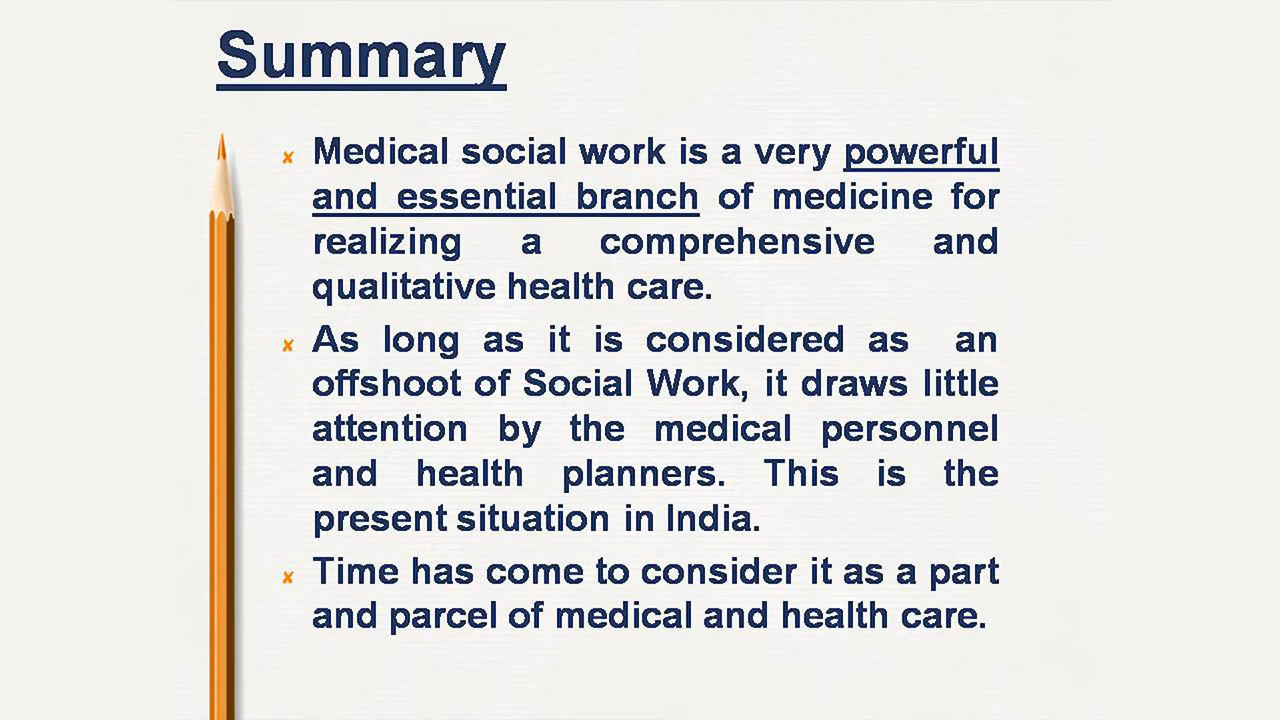 Summary
Medical social work is a very powerful
and essential branch of medicine for
realizing a comprehensive and
qualitative health care.
As long as it is considered as an
offshoot of Social Work, it draws little
attention by the medical personnel
and health planners. This is the
present situation in India.
Time has come to consider it as a part
and parcel of medical and health care.